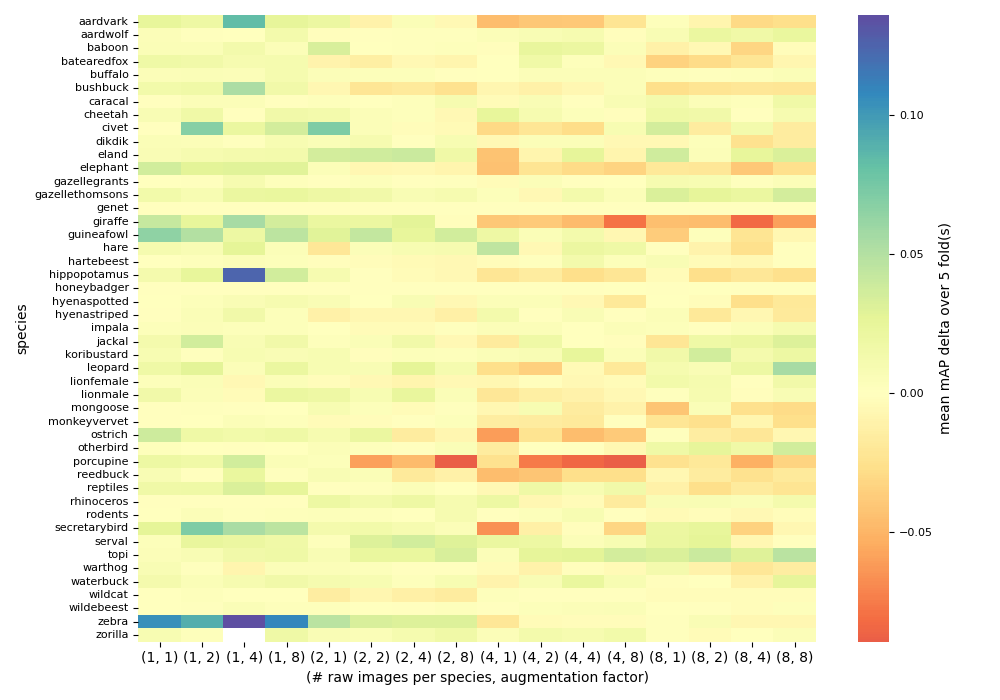 species
aardvark
aardwolf
baboon
batearedfox
buffalo
bushbuck
caracal
cheetah
civet
dikdik
eland
elephant
gazellegrants
gazellethomsons
genet
giraffe
guineafowl
hare
hartebeest
hippopotamus
honeybadger
hyenaspotted
hyenastriped
impala
jackal
koribustard
leopard
lionfemale
lionmale
mongoose
monkeyvervet
ostrich
otherbird
porcupine
reedbuck
reptiles
rhinoceros
rodents
secretarybird
serval
topi
warthog
waterbuck
wildcat
wildebeest
zebra
zorilla
(1, 1) (1, 2) (1, 4) (1, 8) (2, 1) (2, 2) (2, 4) (2, 8) (4, 1) (4, 2) (4, 4) (4, 8) (8, 1) (8, 2) (8, 4) (8, 8)
(# raw images per species, augmentation factor)
0.10
0.05
0.00
−0.05
mean mAP delta over 5 fold(s)